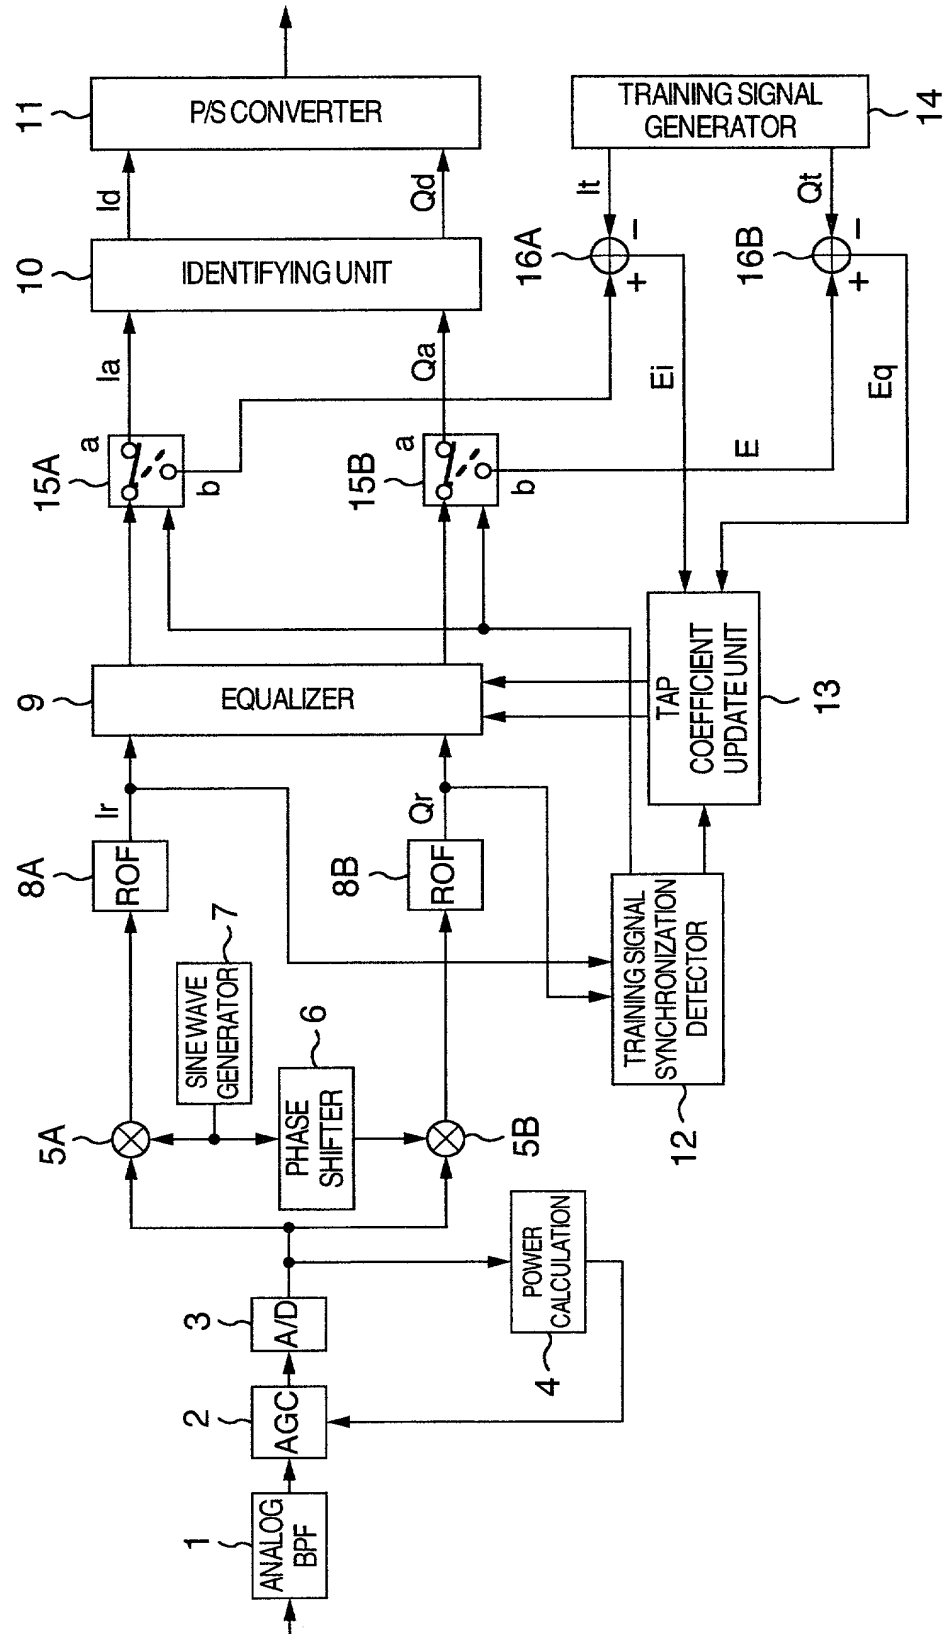 1
ANALOG
BPF
2
AGC
3
A/D
4
POWER
CALCULATION
5A
5B
6
PHASE
SHIFTER
7
SINEWAVE
GENERATOR
8A
ROF
Ir
8B
ROF
Qr
9
EQUALIZER
12
TRAINING SIGNAL
SYNCHRONIZATION
DETECTOR
13
TAP
COEFFICIENT
UPDATE UNIT
15A
a
b
15B
a
b
Ia
Qa
Ei
E
Eq
10
IDENTIFYING UNIT
Id
Qd
16A
+
−
16B
+
−
It
Qt
11
P/S CONVERTER
14
TRAINING SIGNAL
GENERATOR